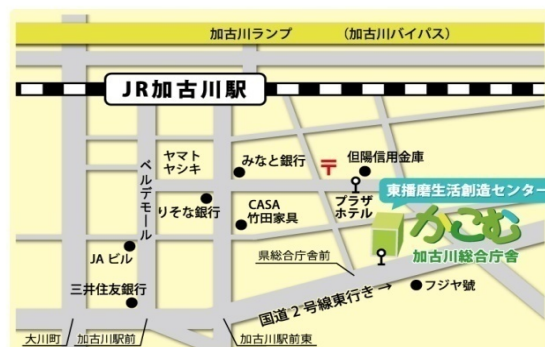 加古川ランプ　（加古川バイパス）
JR加古川駅
ヤマト
ヤシキ
みなと銀行
〒
但陽信用金庫
ベルデモール
りそな銀行
CASA
竹田家具
プラザ
ホテル
東播磨生活創造センター
かこむ
加古川総合庁舎
JAビル
県総合庁舎前
三井住友銀行
国道2号線東行き→
フジヤ號
大川町
加古川駅前
加古川駅前東